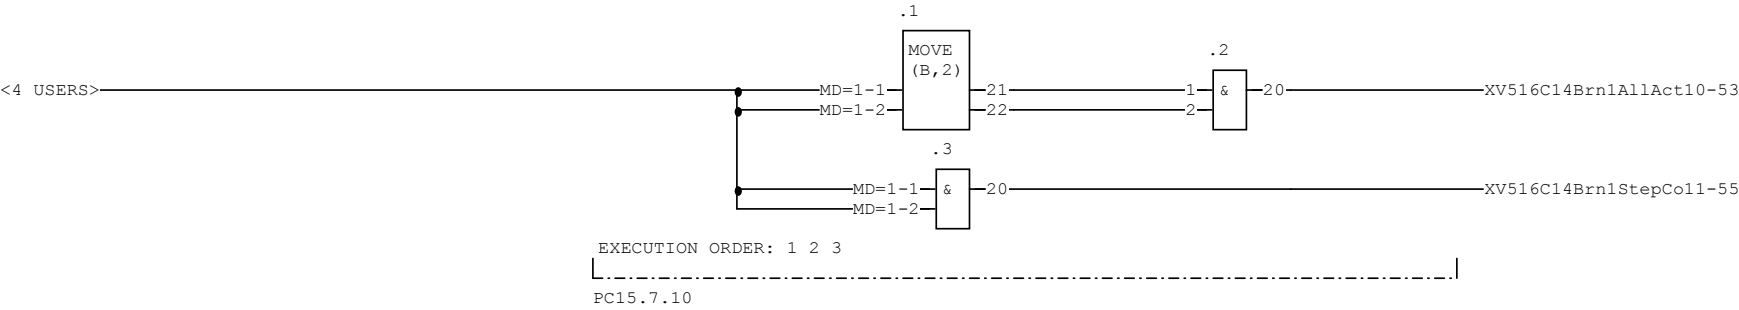 .1
MOVE
.2
(B,2)
<4 USERS> MD=1-1 21 1 & 20 XV516C14Brn1AllAct10-53
MD=1-2 22 2
.3
MD=1-1 & 20 XV516C14Brn1StepCo11-55
MD=1-2
EXECUTION ORDER: 1 2 3
PC15.7.10